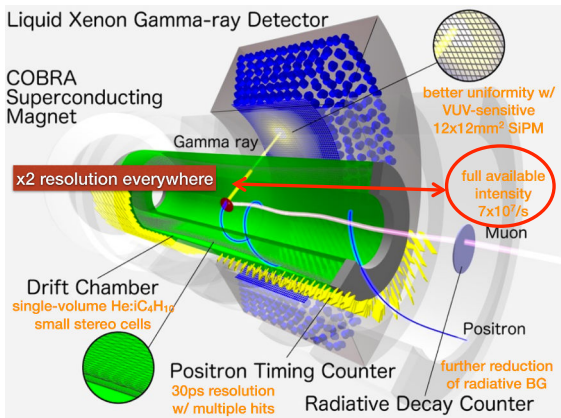 Liquid Xenon Gamma-ray Detector
COBRA
Superconducting
Magnet
Gamma ray
better uniformity w/
VUV-sensitive
12x12mm² SiPM
x2 resolution everywhere
full available
intensity
7x10⁷/s
Muon
Drift Chamber
single-volume He:iC₄H₁₀
small stereo cells
Positron Timing Counter
30ps resolution
w/ multiple hits
Positron
further reduction
of radiative BG
Radiative Decay Counter